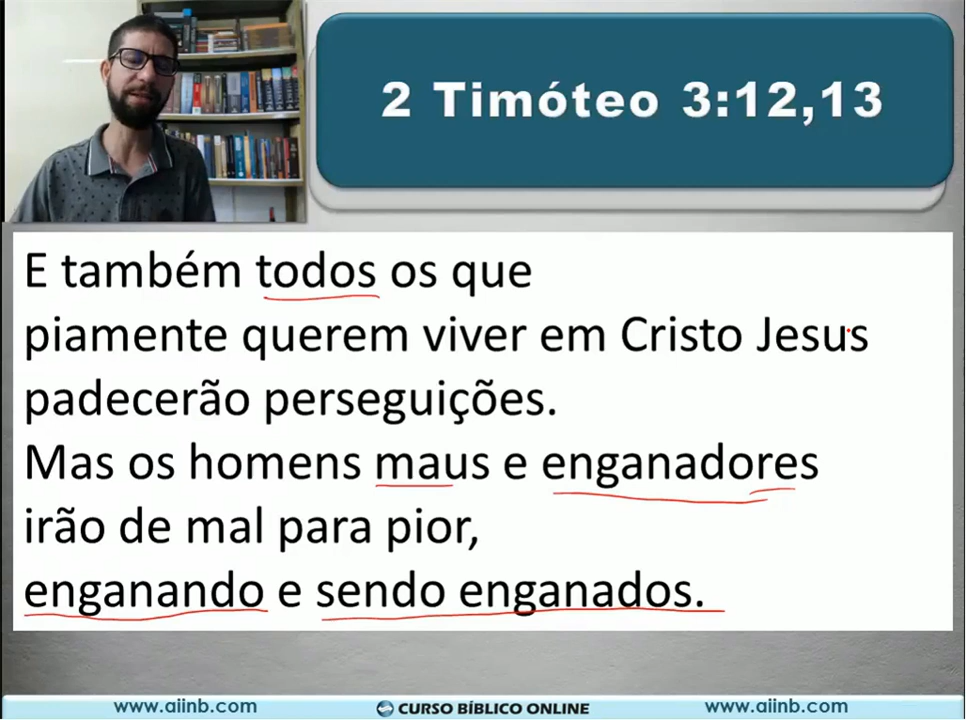 2 Timóteo 3:12,13
E também todos os que
piamente querem viver em Cristo Jesus
padecerão perseguições.
Mas os homens maus e enganadores
irão de mal para pior,
enganando e sendo enganados.
www.aiinb.com CURSO BÍBLICO ONLINE www.aiinb.com